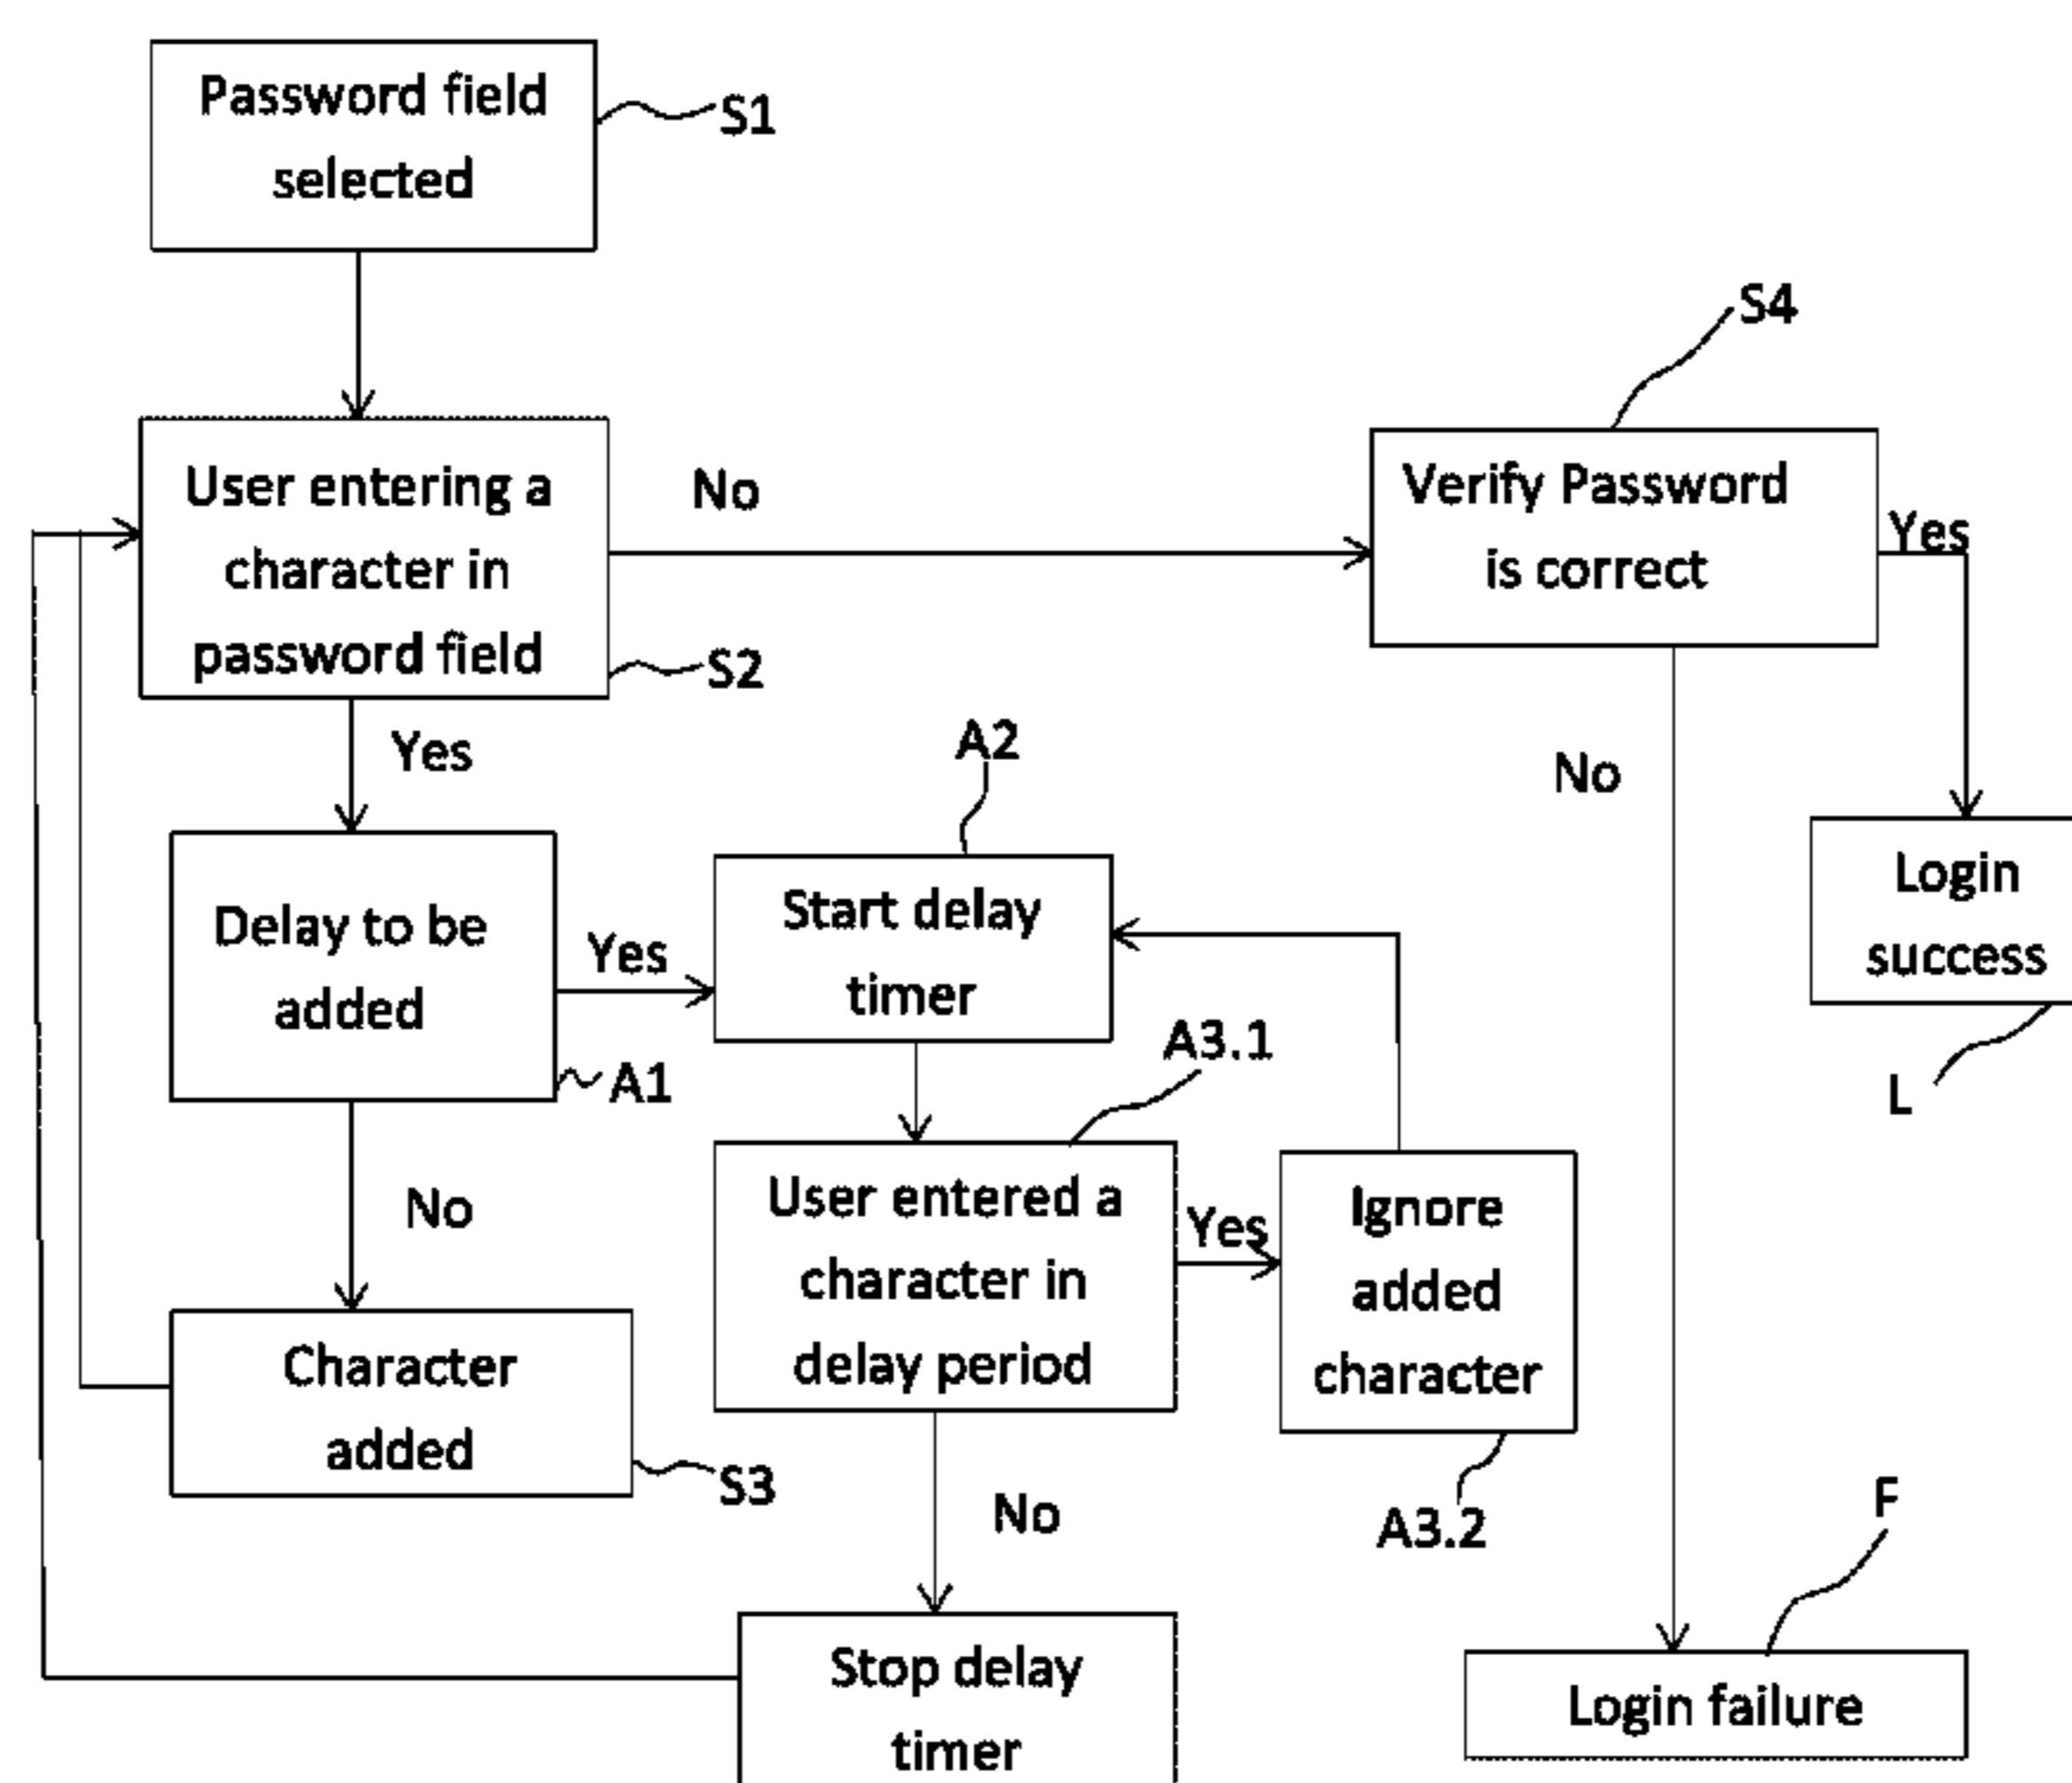 Password field
selected
S1
User entering a
character in
password field
S2
No
S4
Verify Password
is correct
Yes
Yes
A2
No
Delay to be
added
A1
Yes
Start delay
timer
Login
success
L
A3.1
No
User entered a
character in
delay period
Yes
Ignore
added
character
A3.2
Character
added
S3
No
F
Stop delay
timer
Login failure